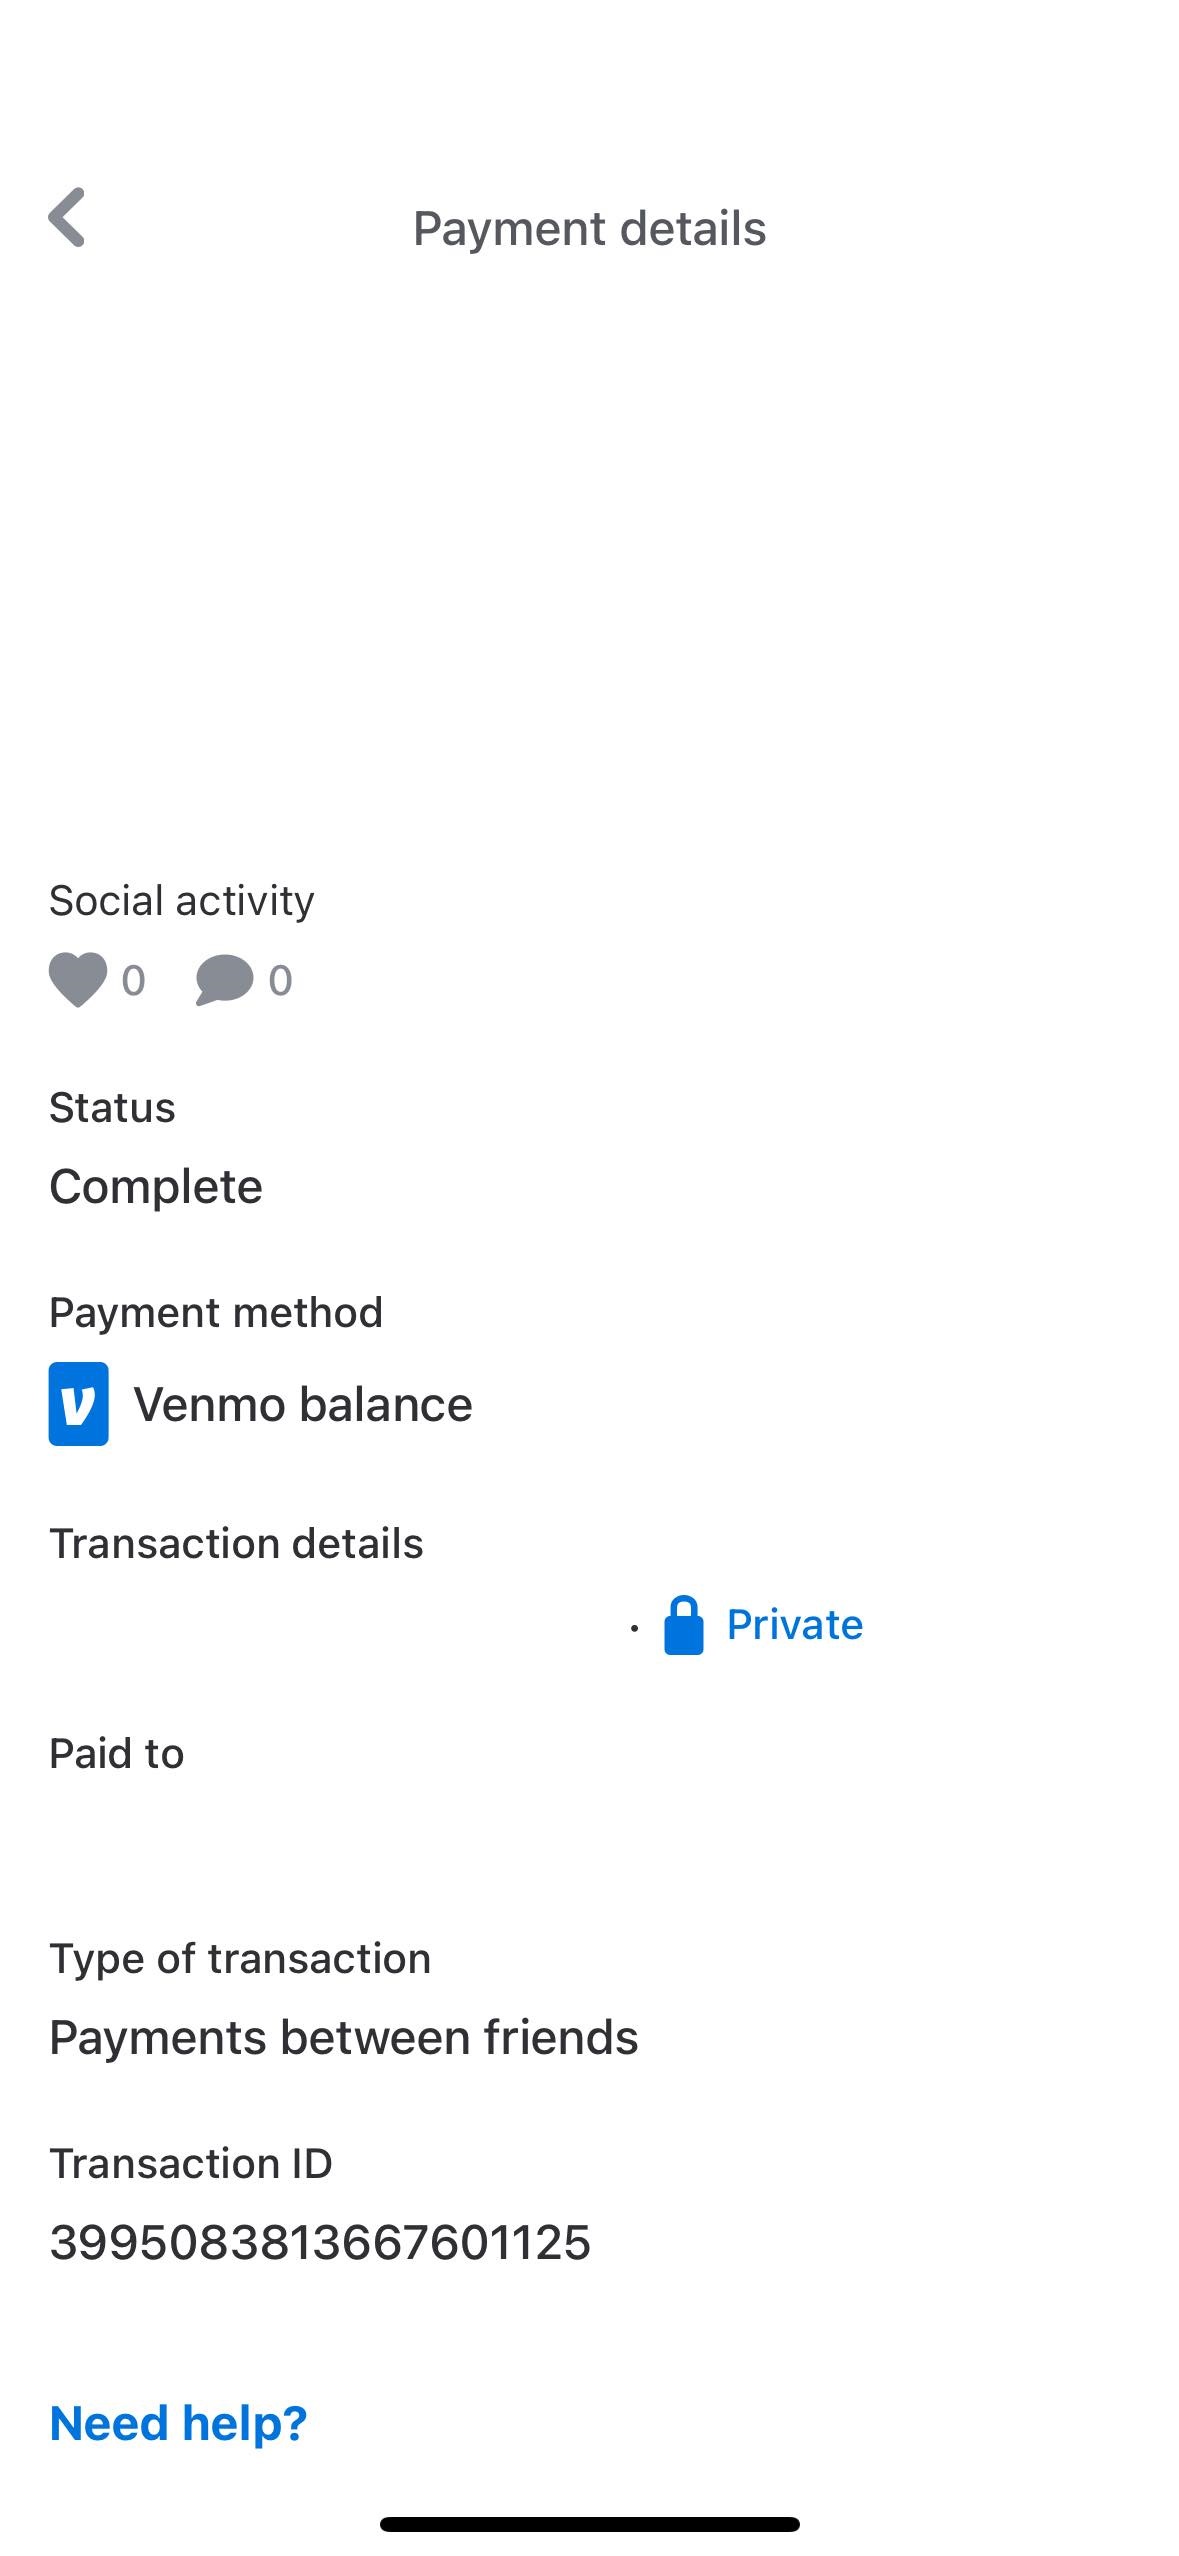 Payment details
Social activity
0 0
Status
Complete
Payment method
Venmo balance
Transaction details
· Private
Paid to
Type of transaction
Payments between friends
Transaction ID
3995083813667601125
Need help?